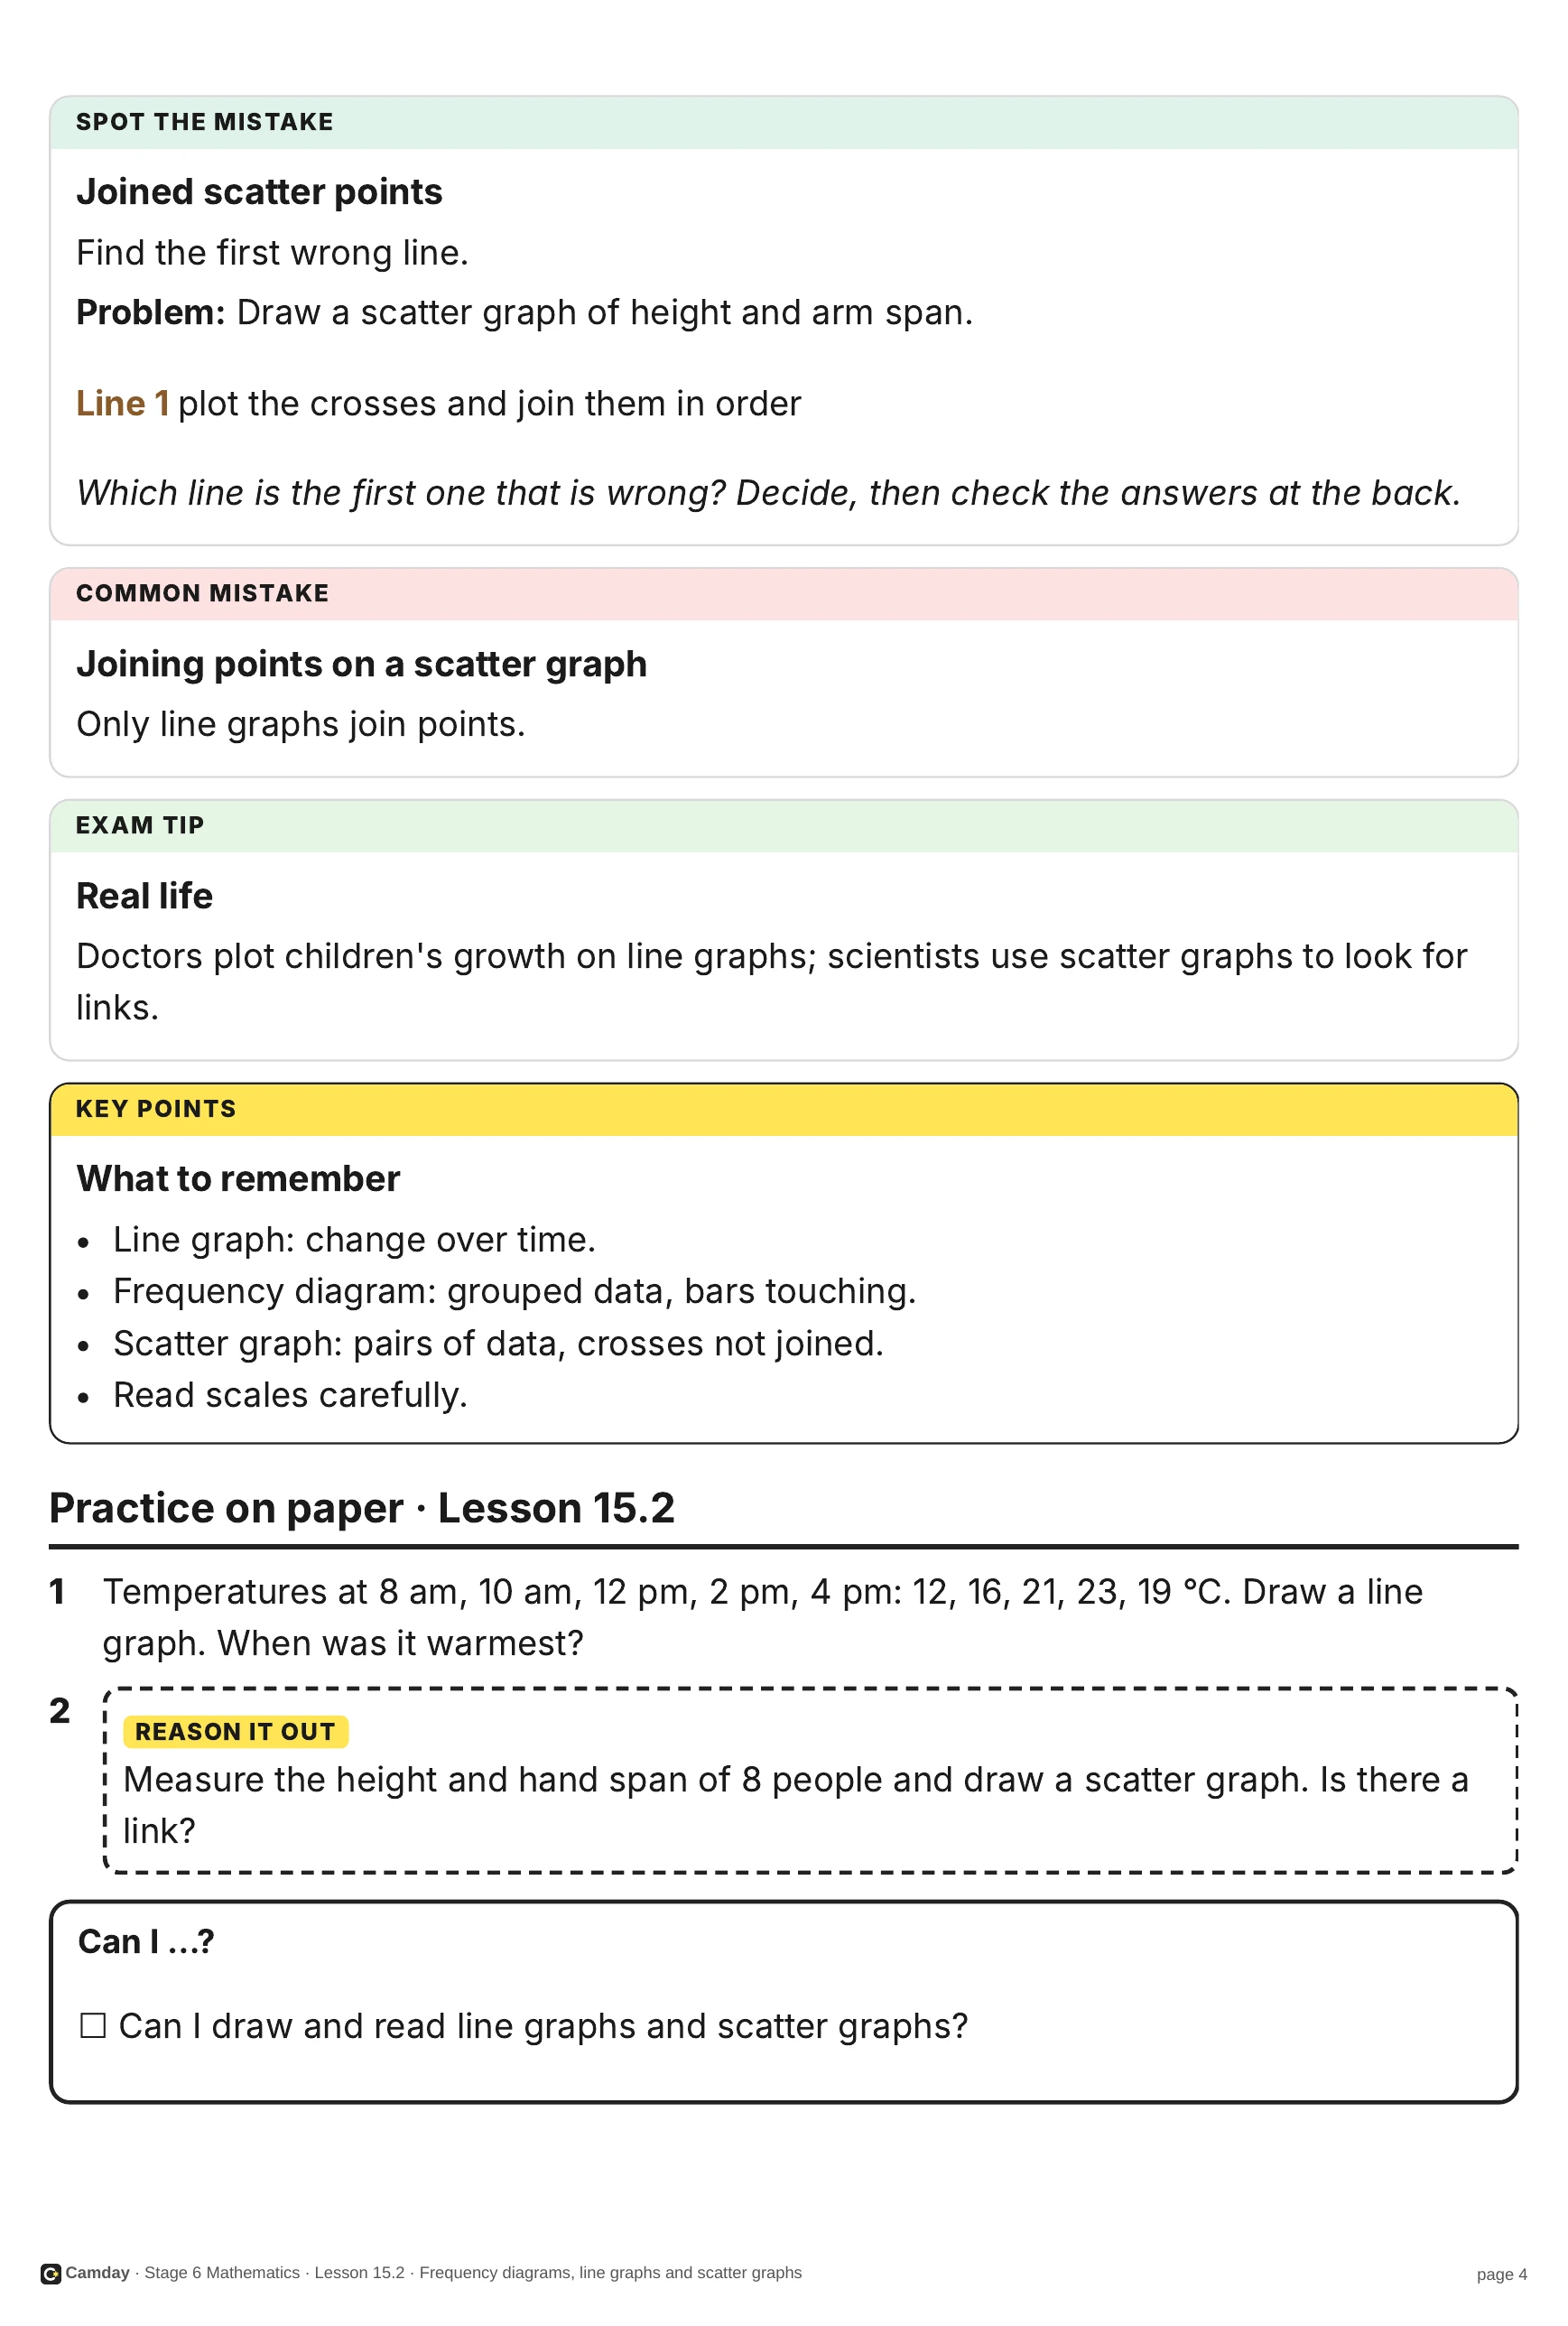 SPOT THE MISTAKE
Joined scatter points
Find the first wrong line.
Problem: Draw a scatter graph of height and arm span.
Line 1 plot the crosses and join them in order
Which line is the first one that is wrong? Decide, then check the answers at the back.
COMMON MISTAKE
Joining points on a scatter graph
Only line graphs join points.
EXAM TIP
Real life
Doctors plot children's growth on line graphs; scientists use scatter graphs to look for
links.
KEY POINTS
What to remember
• Line graph: change over time.
• Frequency diagram: grouped data, bars touching.
• Scatter graph: pairs of data, crosses not joined.
• Read scales carefully.
Practice on paper · Lesson 15.2
1 Temperatures at 8 am, 10 am, 12 pm, 2 pm, 4 pm: 12, 16, 21, 23, 19 °C. Draw a line
graph. When was it warmest?
2
REASON IT OUT
Measure the height and hand span of 8 people and draw a scatter graph. Is there a
link?
Can I ...?
☐ Can I draw and read line graphs and scatter graphs?
Camday · Stage 6 Mathematics · Lesson 15.2 · Frequency diagrams, line graphs and scatter graphs
page 4